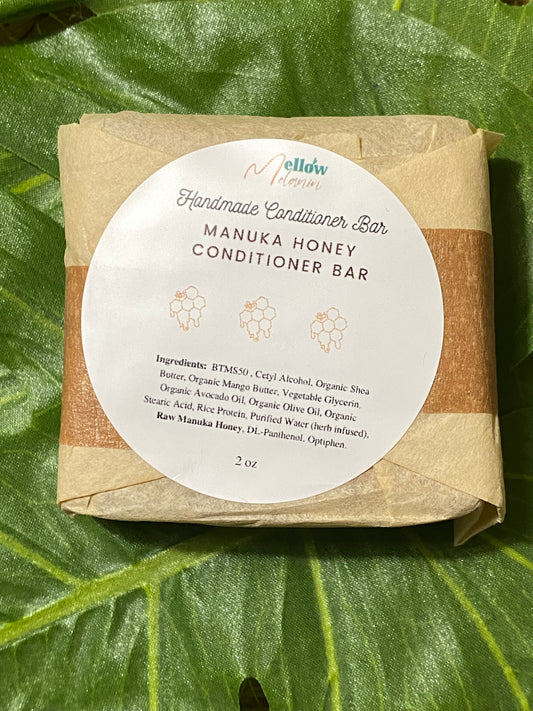 Mellow
Melanin
Handmade Conditioner Bar
MANUKA HONEY
CONDITIONER BAR
Ingredients: BTMS50 , Cetyl Alcohol, Organic Shea
Butter, Organic Mango Butter, Vegetable Glycerin,
Organic Avocado Oil, Organic Olive Oil, Organic
Stearic Acid, Rice Protein, Purified Water (herb infused),
Raw Manuka Honey, DL-Panthenol, Optiphen.
2 oz